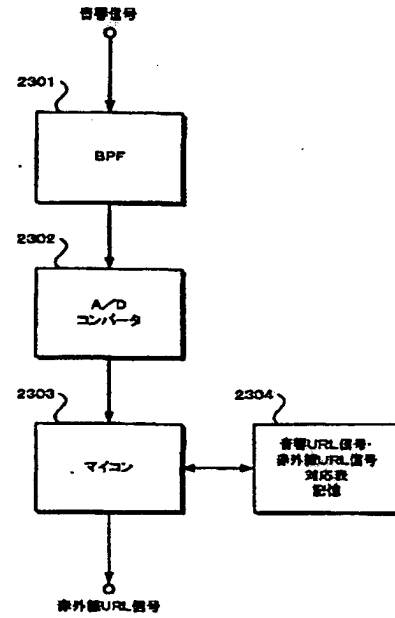 音響信号
2301
BPF
2302
A/D
コンバータ
2303
マイコン
2304
音響URL信号・
赤外線URL信号
対応表
記憶
赤外線URL信号